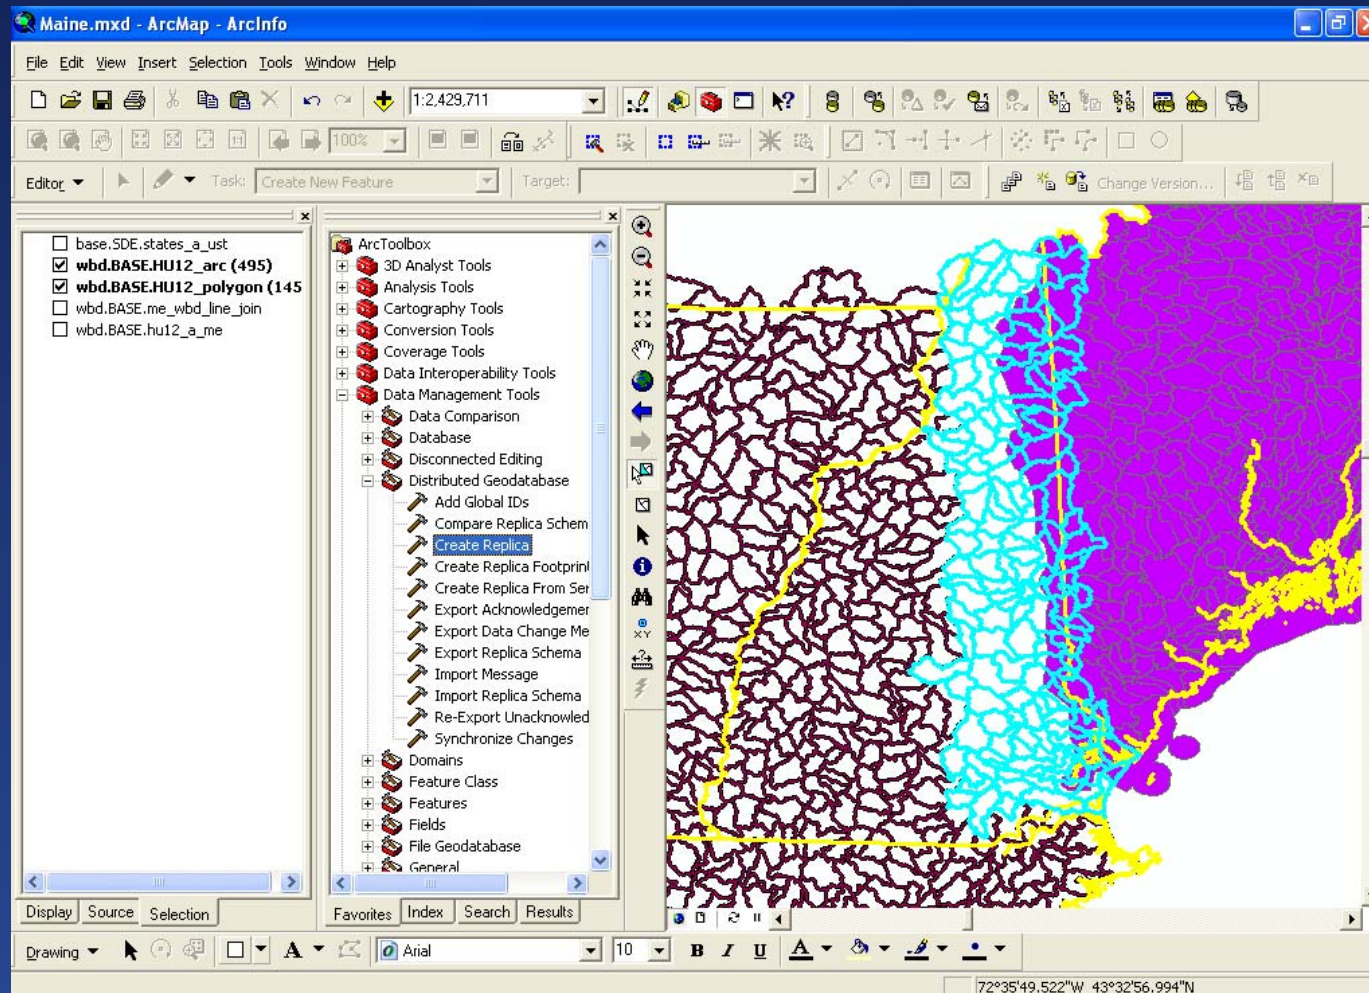 Maine.mxd - ArcMap - ArcInfo
File Edit View Insert Selection Tools Window Help
1:2,429,711
100%
Editor Task: Create New Feature Target: Change Version...
base.SDE.states_a_ust
wbd.BASE.HU12_arc (495)
wbd.BASE.HU12_polygon (145
wbd.BASE.me_wbd_line_join
wbd.BASE.hu12_a_me
Display Source Selection
ArcToolbox
3D Analyst Tools
Analysis Tools
Cartography Tools
Conversion Tools
Coverage Tools
Data Interoperability Tools
Data Management Tools
Data Comparison
Database
Disconnected Editing
Distributed Geodatabase
Add Global IDs
Compare Replica Schem
Create Replica
Create Replica Footprin
Create Replica From Ser
Export Acknowledgemer
Export Data Change Me
Export Replica Schema
Import Message
Import Replica Schema
Re-Export Unacknowled
Synchronize Changes
Domains
Feature Class
Features
Fields
File Geodatabase
General
Favorites Index Search Results
XY
Drawing A Arial 10 B I U A
72°35'49.522"W 43°32'56.994"N